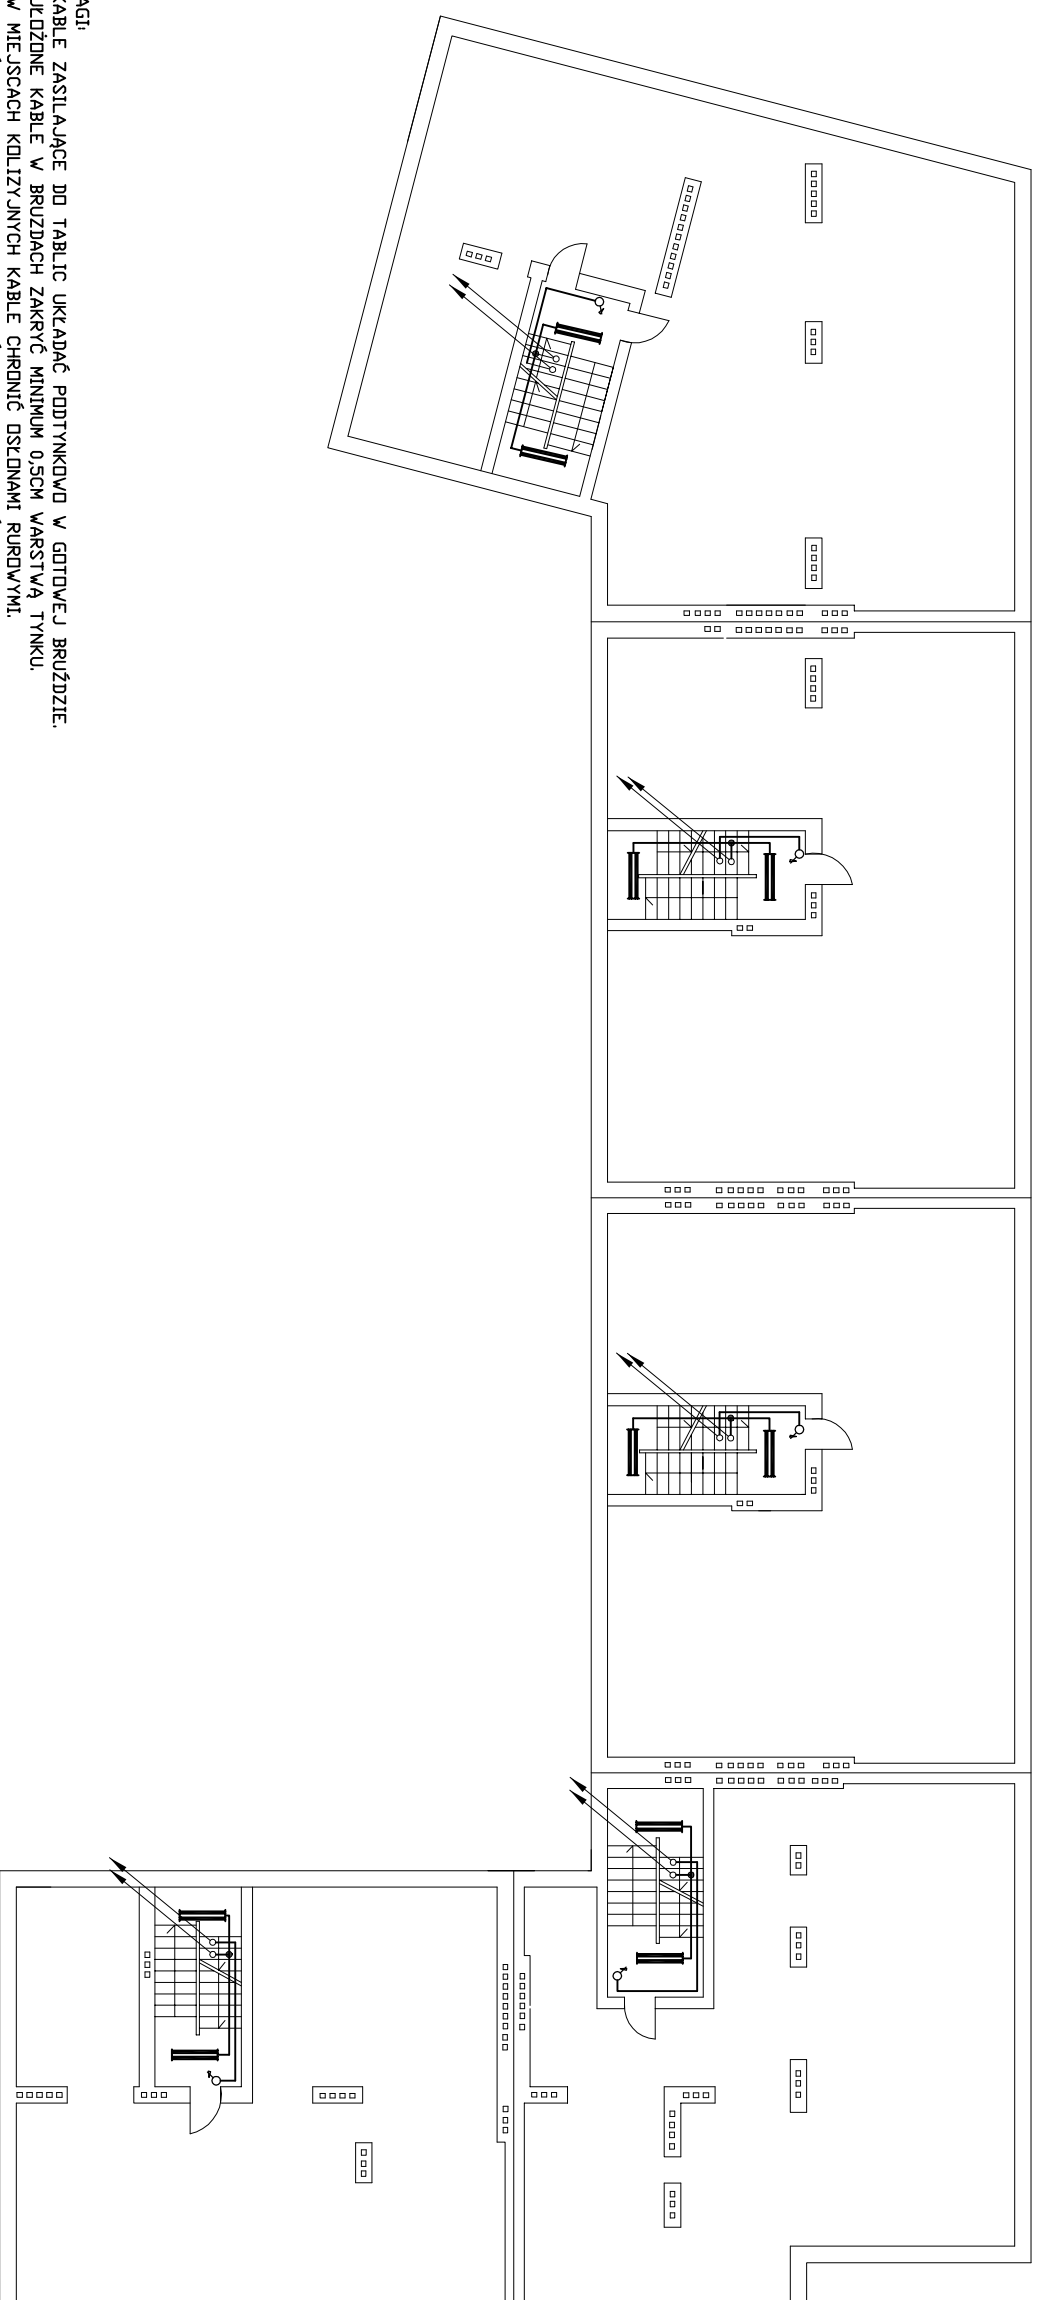 AGI:
KABLE ZASILAJĄCE DO TABLIC UKŁADAĆ PODTYNKOWO W GOTOWEJ BRUŹDZIE.
UŁOŻONE KABLE W BRUZDACH ZAKRYĆ MINIMUM 0,5CM WARSTWĄ TYNKU.
W MIEJSCACH KOLIZYJNYCH KABLE CHRONIĆ OSŁONAMI RUROWYMI.